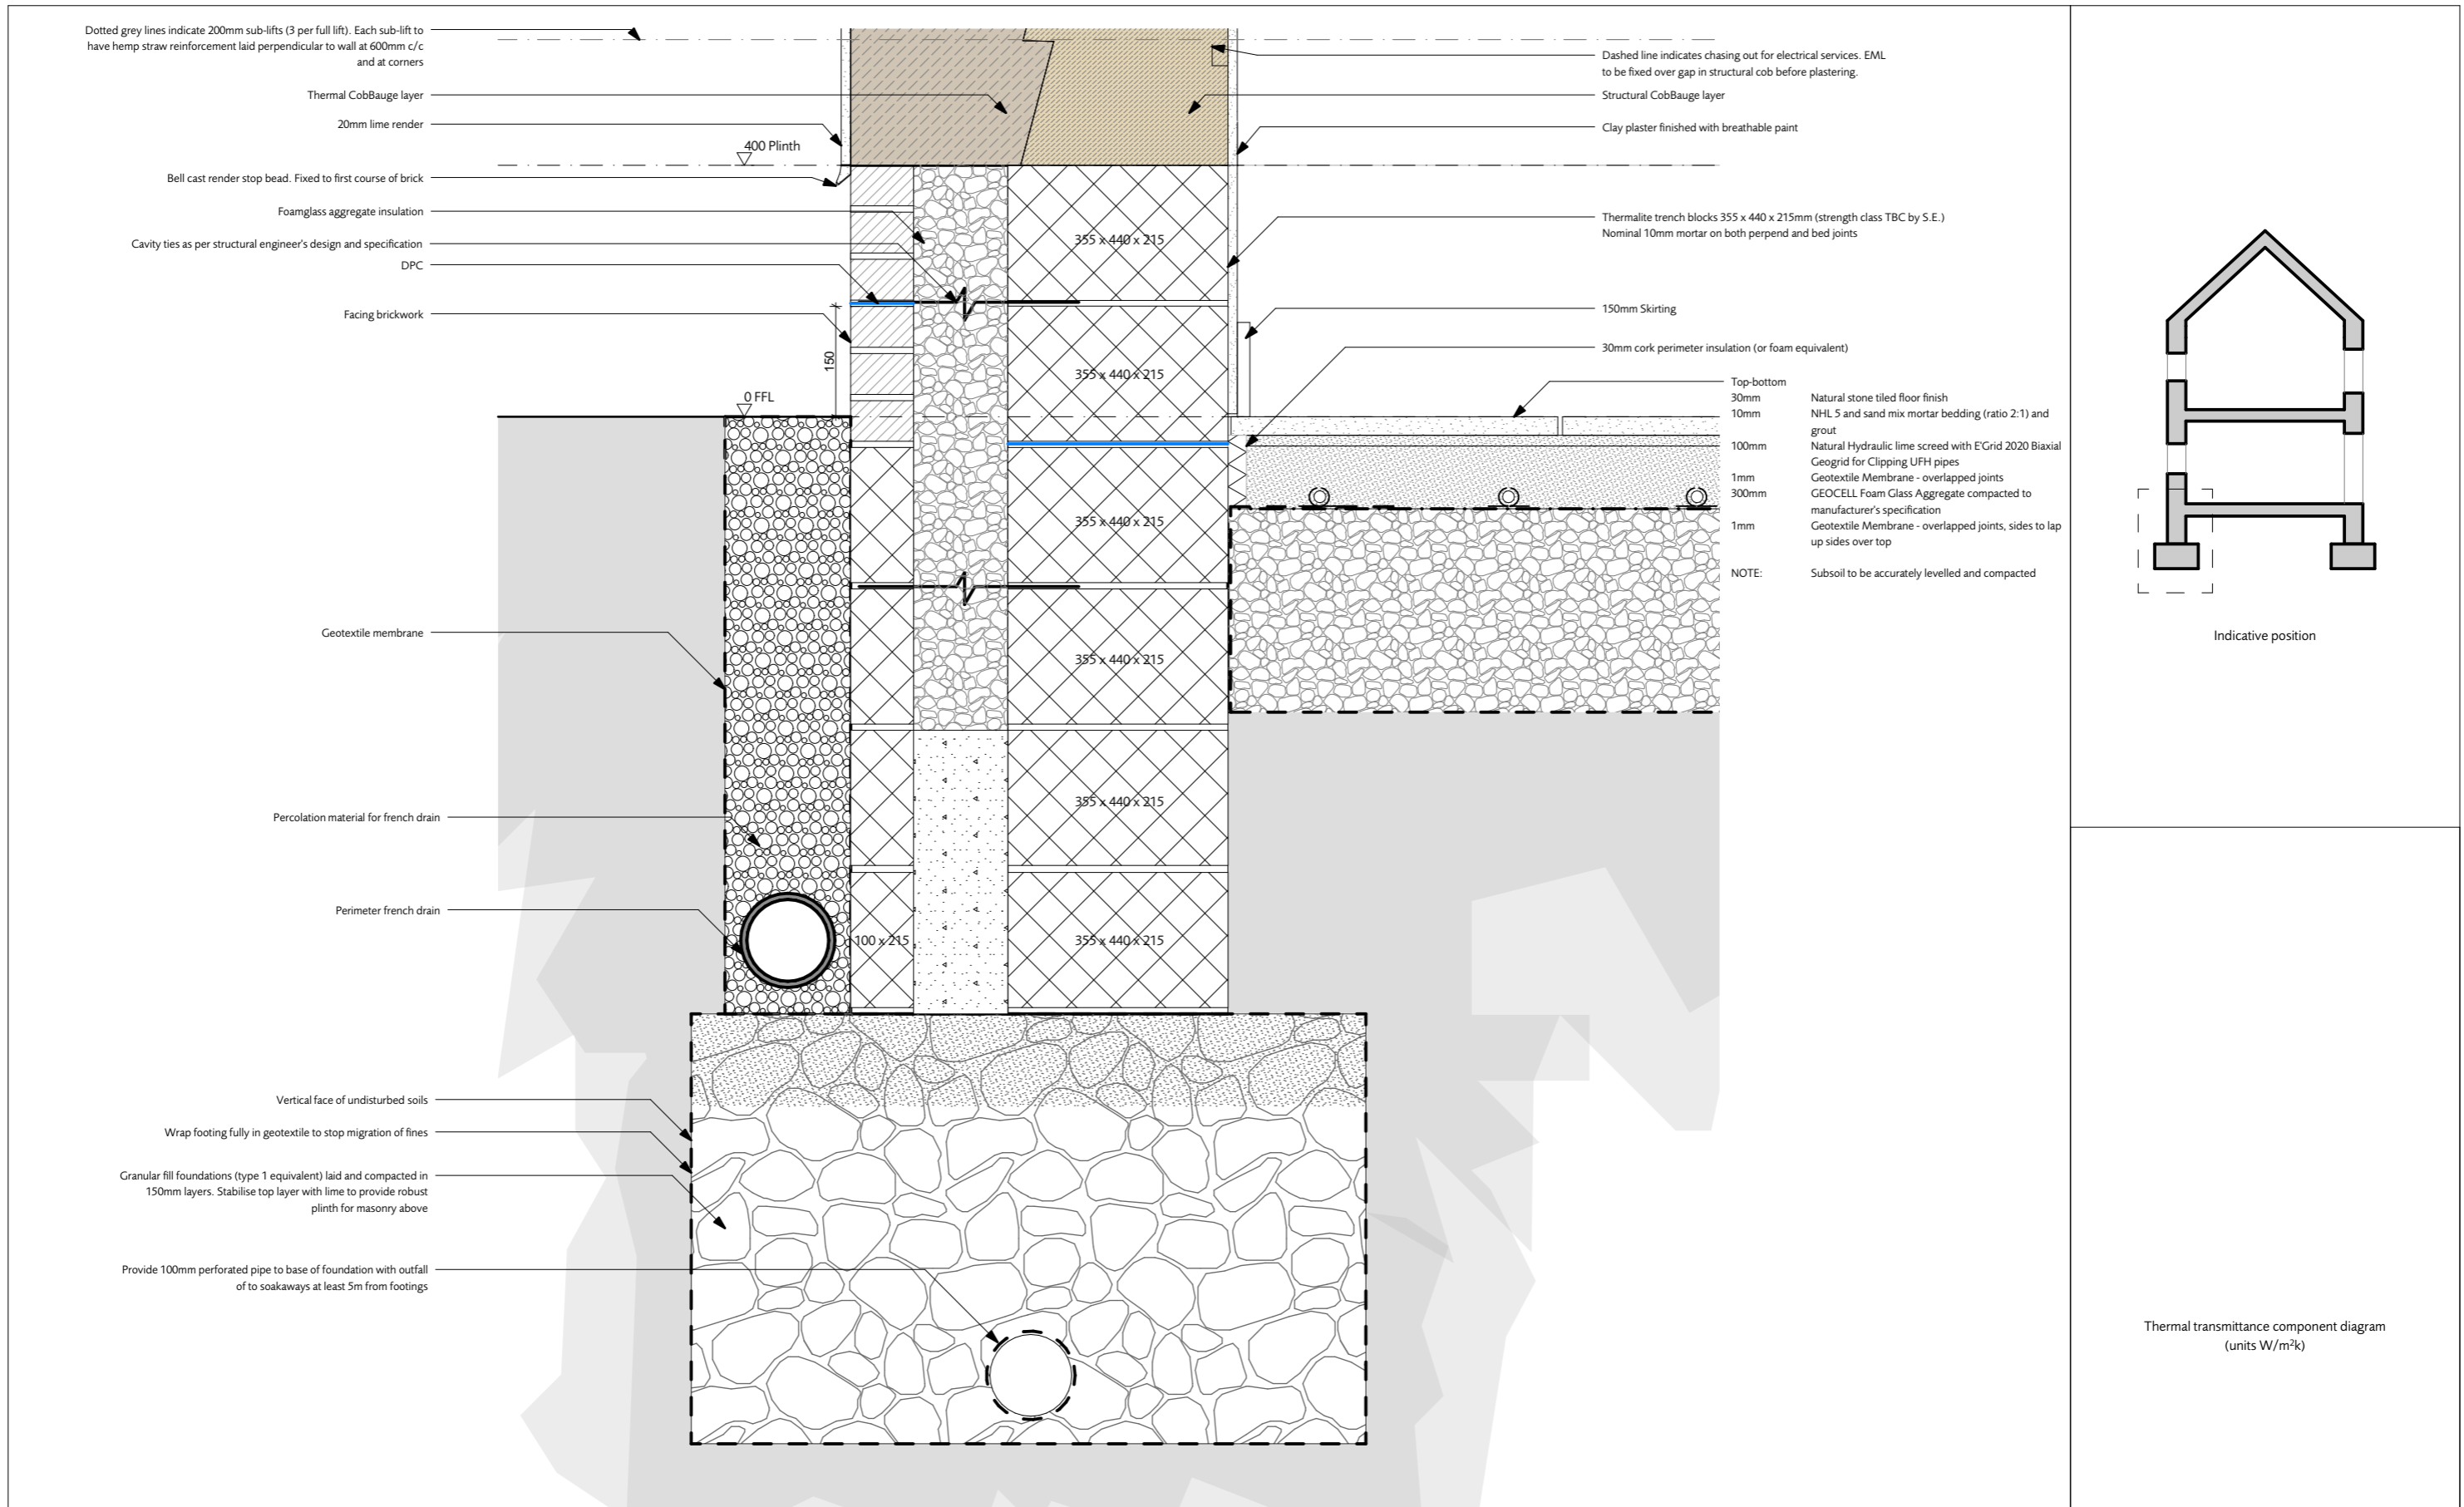 Dotted grey lines indicate 200mm sub-lifts (3 per full lift). Each sub-lift to
have hemp straw reinforcement laid perpendicular to wall at 600mm c/c
and at corners
Thermal CobBauge layer
20mm lime render
400 Plinth
Bell cast render stop bead. Fixed to first course of brick
Foamglass aggregate insulation
Cavity ties as per structural engineer's design and specification
DPC
Facing brickwork
150
0 FFL
Geotextile membrane
Percolation material for french drain
Perimeter french drain
Vertical face of undisturbed soils
Wrap footing fully in geotextile to stop migration of fines
Granular fill foundations (type 1 equivalent) laid and compacted in
150mm layers. Stabilise top layer with lime to provide robust
plinth for masonry above
Provide 100mm perforated pipe to base of foundation with outfall
of to soakaways at least 5m from footings
355 x 440 x 215
355 x 440 x 215
355 x 440 x 215
355 x 440 x 215
355 x 440 x 215
100 x 215
355 x 440 x 215
Dashed line indicates chasing out for electrical services. EML
to be fixed over gap in structural cob before plastering.
Structural CobBauge layer
Clay plaster finished with breathable paint
Thermalite trench blocks 355 x 440 x 215mm (strength class TBC by S.E.)
Nominal 10mm mortar on both perpend and bed joints
150mm Skirting
30mm cork perimeter insulation (or foam equivalent)
Top-bottom
30mm Natural stone tiled floor finish
10mm NHL 5 and sand mix mortar bedding (ratio 2:1) and
grout
100mm Natural Hydraulic lime screed with E'Grid 2020 Biaxial
Geogrid for Clipping UFH pipes
1mm Geotextile Membrane - overlapped joints
300mm GEOCELL Foam Glass Aggregate compacted to
manufacturer's specification
1mm Geotextile Membrane - overlapped joints, sides to lap
up sides over top
NOTE: Subsoil to be accurately levelled and compacted
Indicative position
Thermal transmittance component diagram
(units W/m²k)